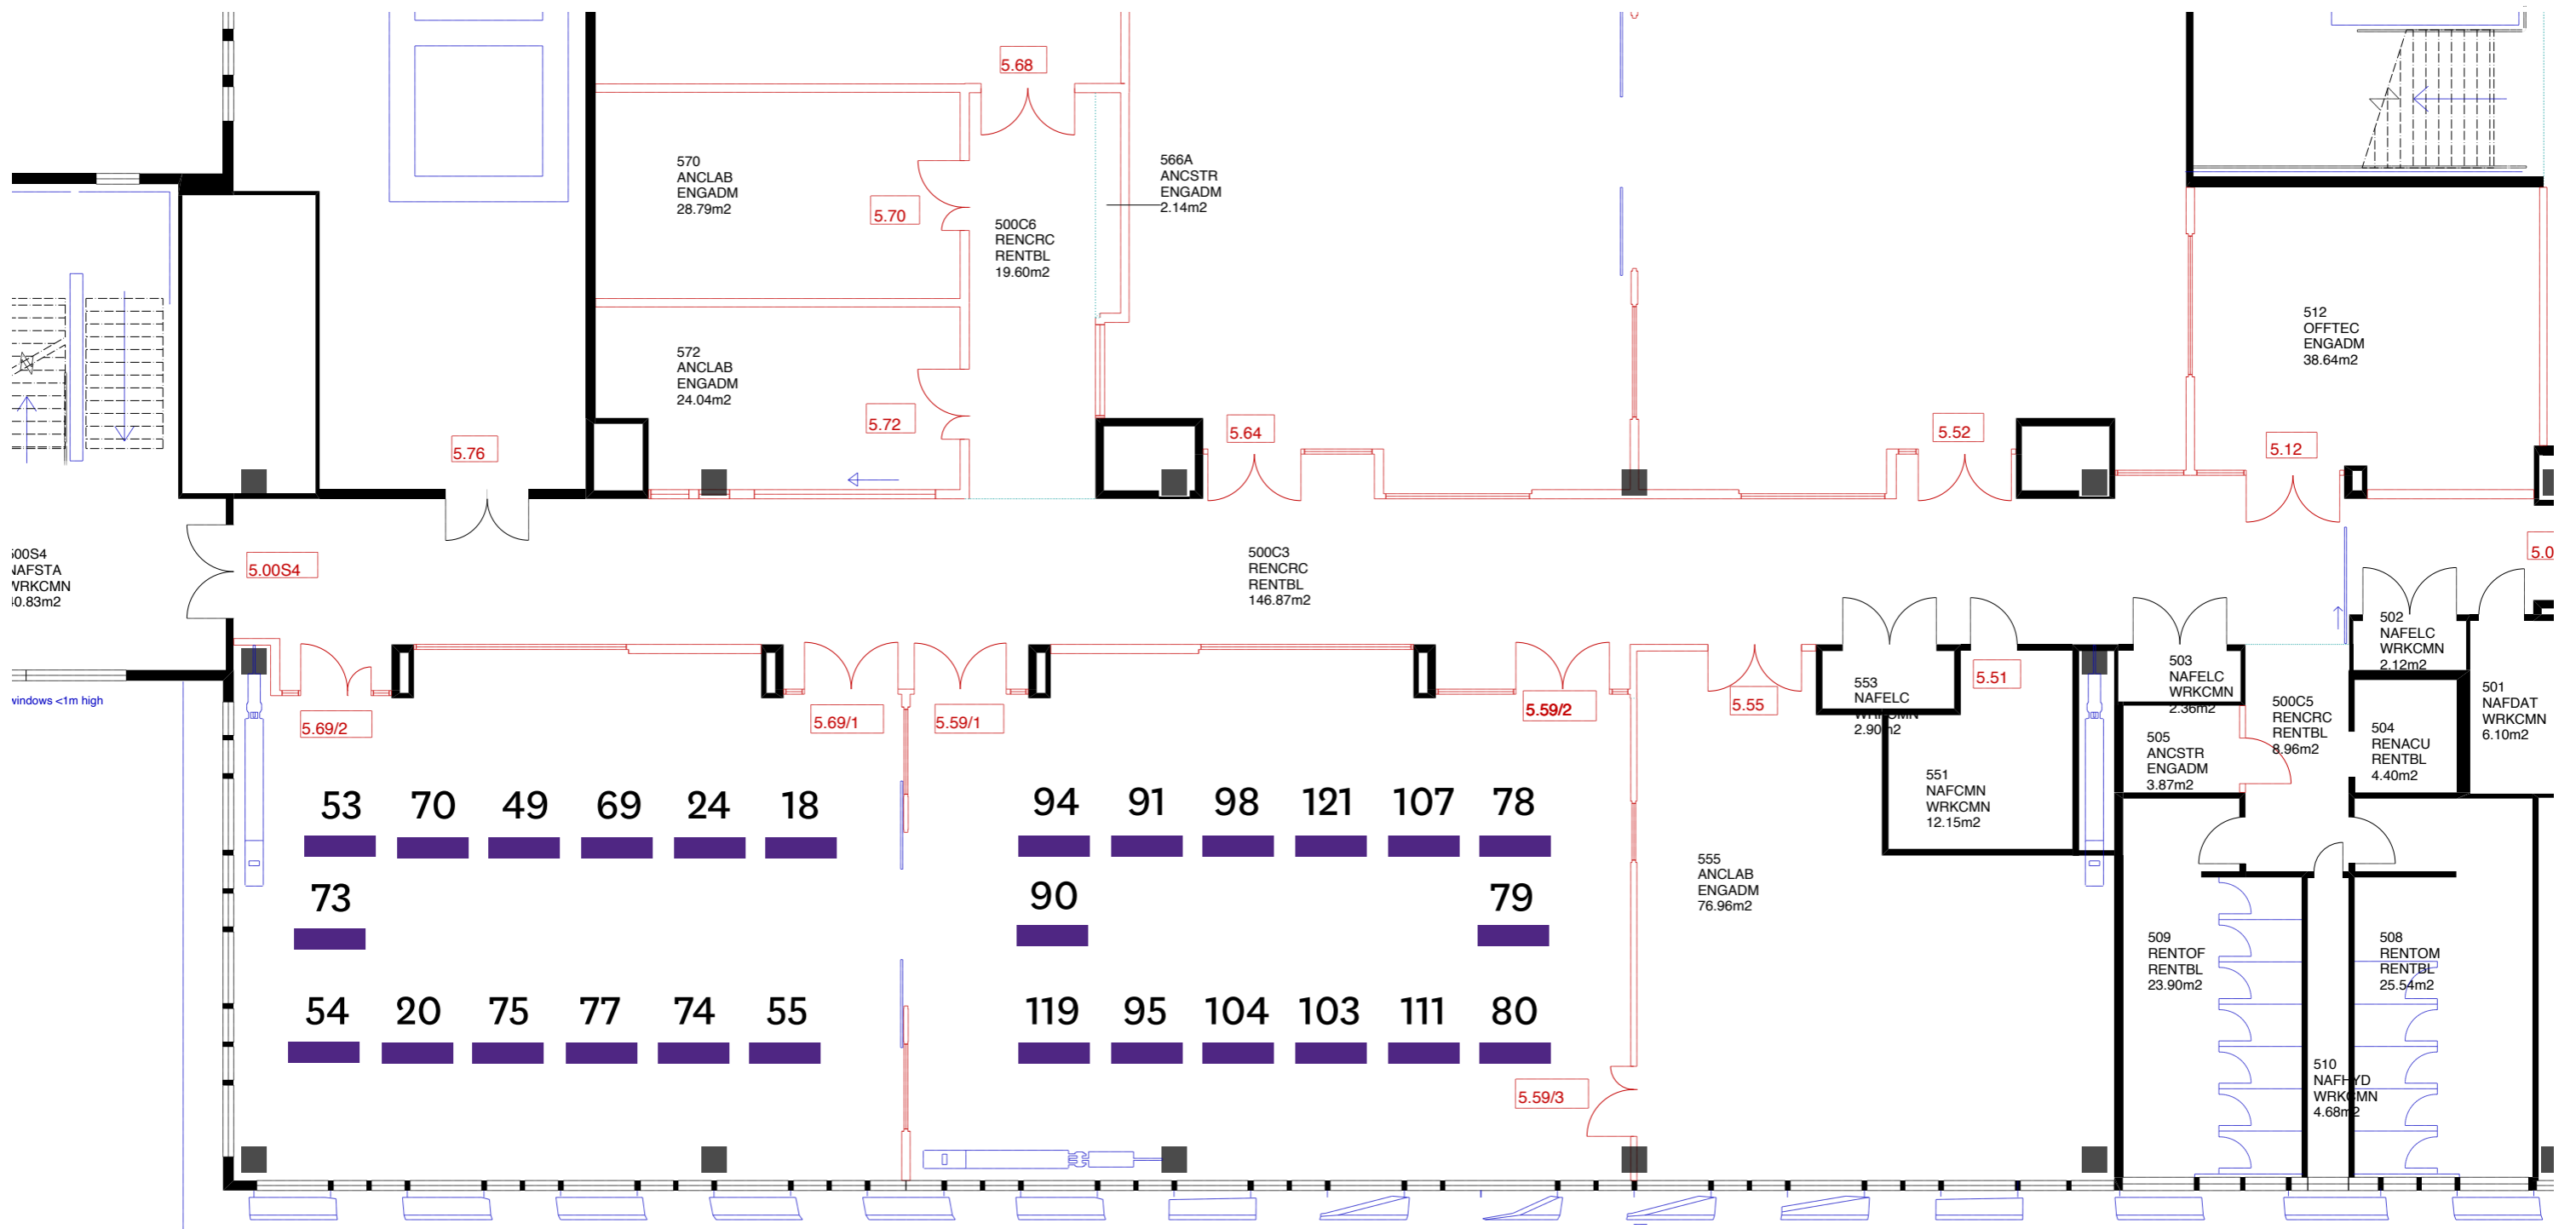 5.68
570
ANCLAB
ENGADM
28.79m2
566A
ANCSTR
ENGADM
2.14m2
5.70
500C6
RENCRC
RENTBL
19.60m2
512
OFFTEC
ENGADM
38.64m2
572
ANCLAB
ENGADM
24.04m2
5.72
5.64
5.52
5.12
5.76
500C3
RENCRC
RENTBL
146.87m2
5.00S4
502
NAFELC
WRKCMN
2.12m2
windows <1m high
5.69/2
5.69/1
5.59/1
5.59/2
5.55
553
NAFELC
WRKCMN
2.90m2
5.51
503
NAFELC
WRKCMN
2.36m2
500C5
RENCRC
RENTBL
8.96m2
501
NAFDAT
WRKCMN
6.10m2
504
RENACU
RENTBL
4.40m2
505
ANCSTR
ENGADM
3.87m2
551
NAFCMN
WRKCMN
12.15m2
53 70 49 69 24 18 94 91 98 121 107 78
555
ANCLAB
ENGADM
76.96m2
73 90 79
509
RENTOF
RENTBL
23.90m2
508
RENTOM
RENTBL
25.54m2
54 20 75 77 74 55 119 95 104 103 111 80
5.59/3
510
NAFHYD
WRKCMN
4.68m2